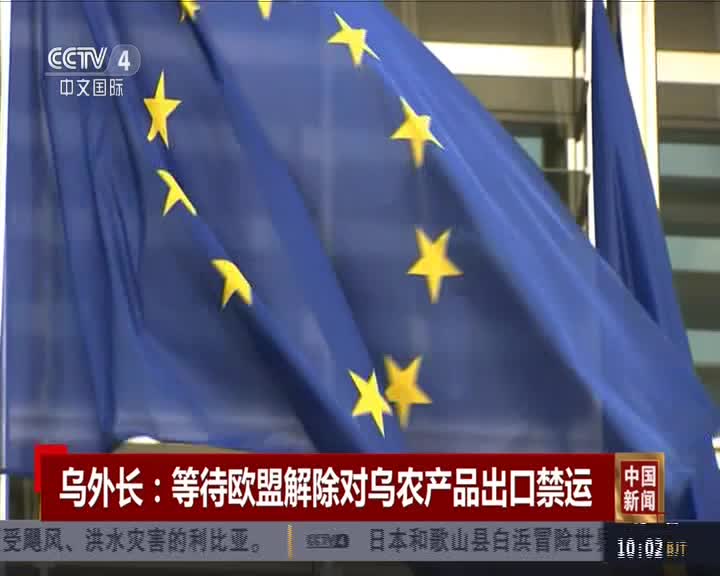 CCTV 4
中文国际
乌外长：等待欧盟解除对乌农产品出口禁运
中国
新闻
受飓风、洪水灾害的利比亚。 CCTV4 日本和歌山县白浜冒险世
10:02 BJT